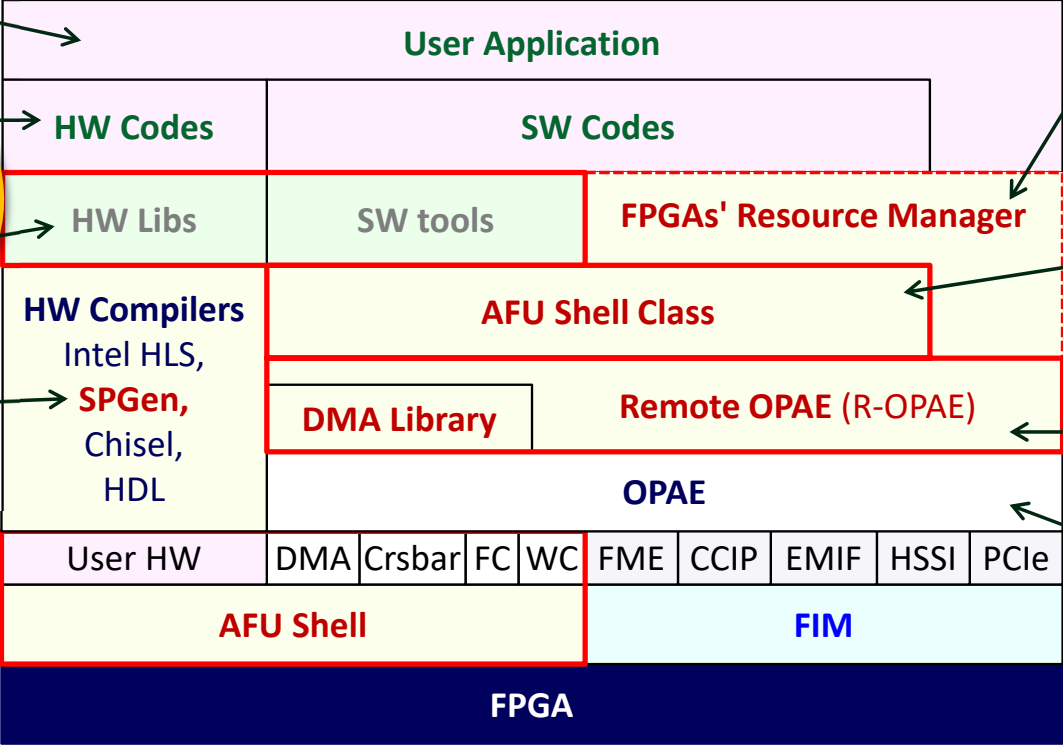 User Application
HW Codes
SW Codes
HW Libs
SW tools
FPGAs' Resource Manager
HW Compilers
Intel HLS,
SPGen,
Chisel,
HDL
AFU Shell Class
DMA Library
Remote OPAE (R-OPAE)
OPAE
User HW
DMA
Crsbar
FC
WC
FME
CCIP
EMIF
HSSI
PCIe
AFU Shell
FIM
FPGA